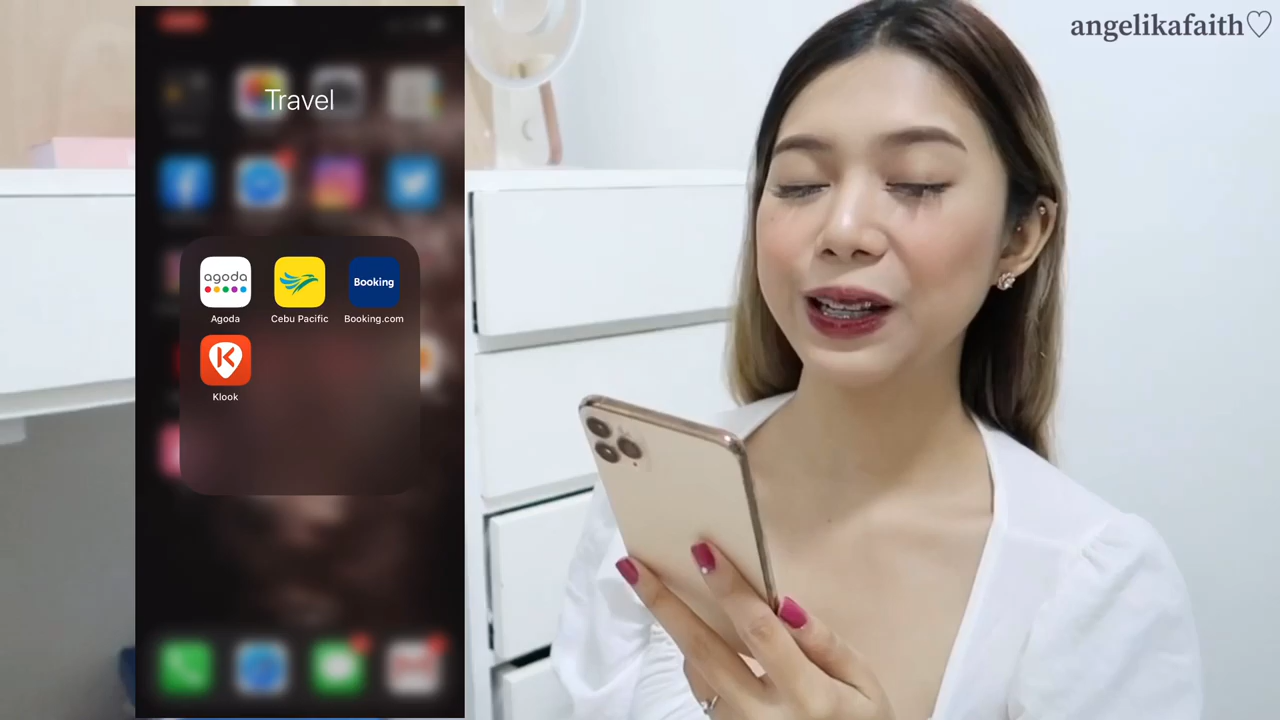 angelikafaith♡
Travel
agoda
Booking
Agoda
Cebu Pacific
Booking.com
K
Klook